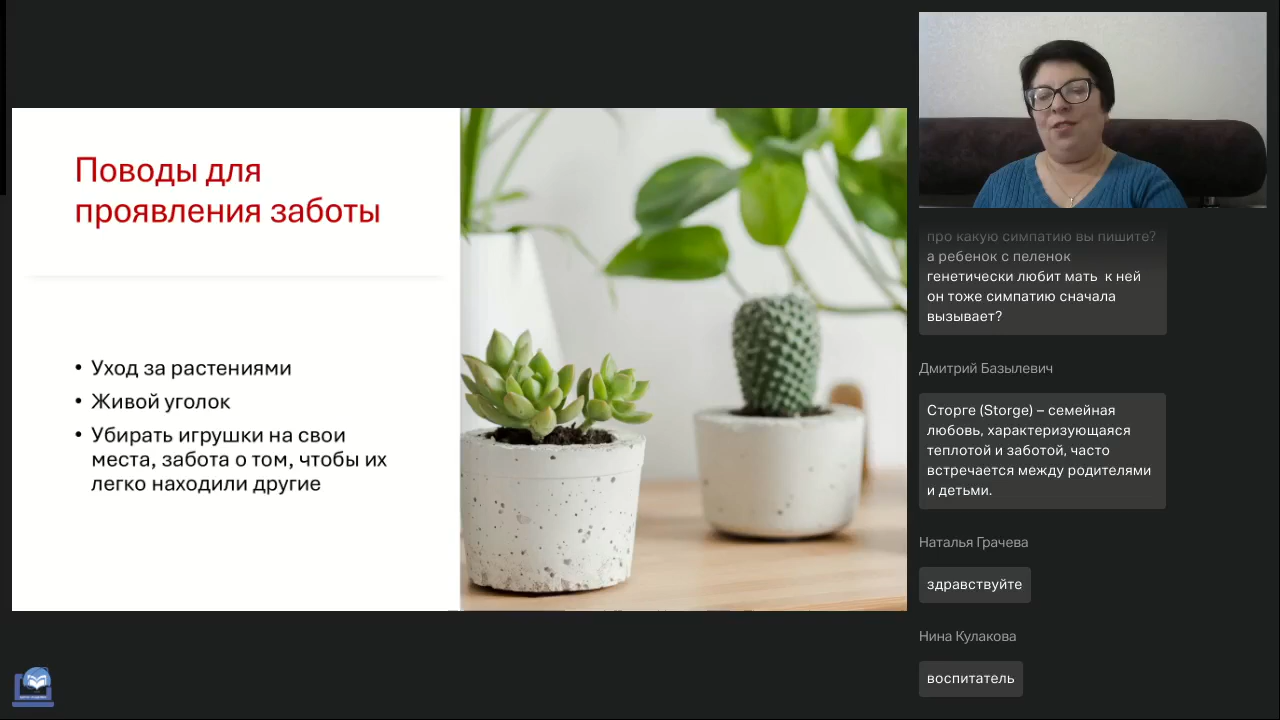 Поводы для
проявления заботы
• Уход за растениями
• Живой уголок
• Убирать игрушки на свои
места, забота о том, чтобы их
легко находили другие
про какую симпатию вы пишите?
а ребенок с пеленок
генетически любит мать к ней
он тоже симпатию сначала
вызывает?
Дмитрий Базылевич
Сторге (Storge) – семейная
любовь, характеризующаяся
теплотой и заботой, часто
встречается между родителями
и детьми.
Наталья Грачева
здравствуйте
Нина Кулакова
воспитатель